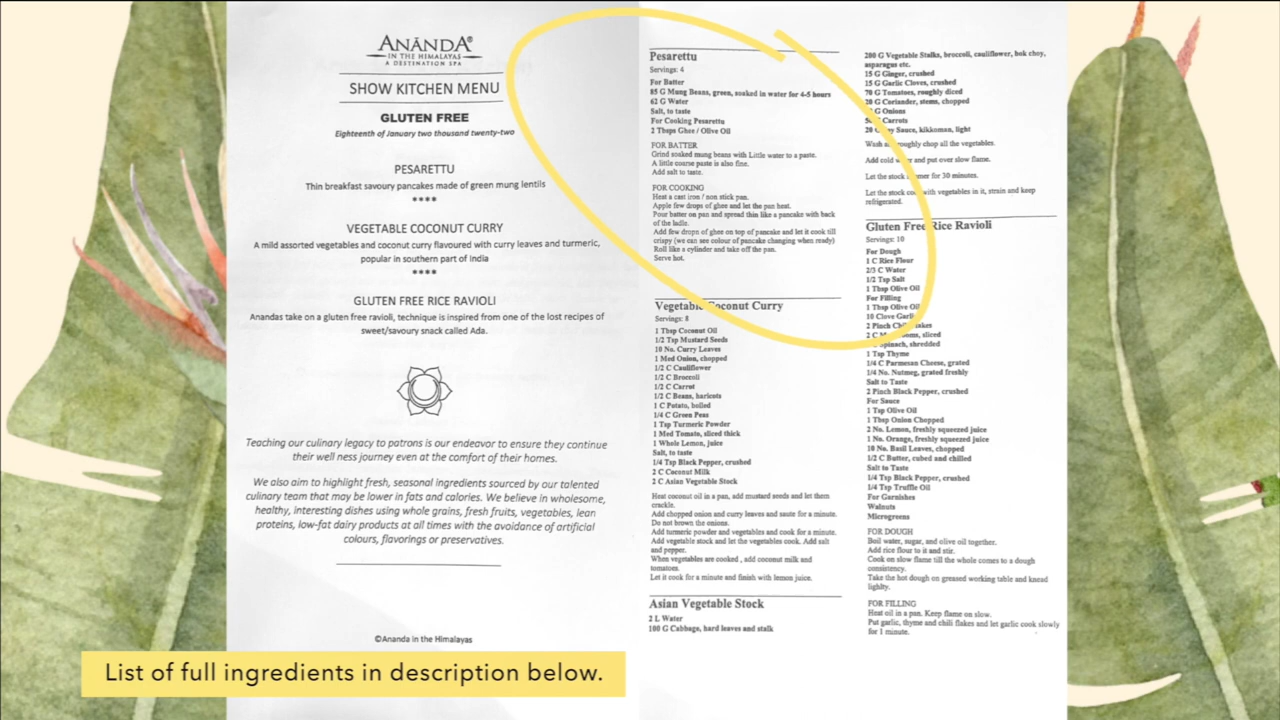 ANANDA®
IN THE HIMALAYAS
A DESTINATION SPA
SHOW KITCHEN MENU
GLUTEN FREE
Eighteenth of January two thousand twenty-two
PESARETTU
Thin breakfast savoury pancakes made of green mung lentils
****
VEGETABLE COCONUT CURRY
A mild assorted vegetables and coconut curry flavoured with curry leaves and turmeric,
popular in southern part of India
****
GLUTEN FREE RICE RAVIOLI
Anandas take on a gluten free ravioli, technique is inspired from one of the lost recipes of
sweet/savoury snack called Ada.
Teaching our culinary legacy to patrons is our endeavor to ensure they continue
their well ness journey even at the comfort of their homes.
We also aim to highlight fresh, seasonal ingredients sourced by our talented
culinary team that may be lower in fats and calories. We believe in wholesome,
healthy, interesting dishes using whole grains, fresh fruits, vegetables, lean
proteins, low-fat dairy products at all times with the avoidance of artificial
colours, flavorings or preservatives.
©Ananda in the Himalayas
Pesarettu
Servings: 4
For Batter
85 G Mung Beans, green, soaked in water for 4-5 hours
62 G Water
Salt, to taste
For Cooking Pesarettu
2 Tbsps Ghee / Olive Oil
FOR BATTER
Grind soaked mung beans with Little water to a paste.
A little coarse paste is also fine.
Add salt to taste.
FOR COOKING
Heat a cast iron / non stick pan.
Apple few drops of ghee and let the pan heat.
Pour batter on pan and spread thin like a pancake with back
of the ladle.
Add few drops of ghee on top of pancake and let it cook till
crispy (we can see colour of pancake changing when ready)
Roll like a cylinder and take off the pan.
Serve hot.
Vegetable Coconut Curry
Servings: 8
1 Tbsp Coconut Oil
1/2 Tsp Mustard Seeds
10 No. Curry Leaves
1 Med Onion, chopped
1/2 C Cauliflower
1/2 C Broccoli
1/2 C Carrot
1/2 C Beans, haricots
1 C Potato, boiled
1/4 C Green Peas
1 Tsp Turmeric Powder
1 Med Tomato, sliced thick
1 Whole Lemon, juice
Salt, to taste
1/4 Tsp Black Pepper, crushed
2 C Coconut Milk
2 C Asian Vegetable Stock
Heat coconut oil in a pan, add mustard seeds and let them
crackle.
Add chopped onion and curry leaves and saute for a minute.
Do not brown the onions.
Add turmeric powder and vegetables and cook for a minute.
Add vegetable stock and let the vegetables cook. Add salt
and pepper.
When vegetables are cooked , add coconut milk and
tomatoes.
Let it cook for a minute and finish with lemon juice.
Asian Vegetable Stock
2 L Water
100 G Cabbage, hard leaves and stalk
200 G Vegetable Stalks, broccoli, cauliflower, bok choy,
asparagus etc.
15 G Ginger, crushed
15 G Garlic Cloves, crushed
70 G Tomatoes, roughly diced
20 G Coriander, stems, chopped
G Onions
Carrots
20 Sauce, kikkoman, light
Wash roughly chop all the vegetables.
Add cold and put over slow flame.
Let the stock for 30 minutes.
Let the stock with vegetables in it, strain and keep
refrigerated.
Gluten Free Rice Ravioli
Servings: 10
For Dough
1 C Rice Flour
2/3 C Water
1/2 Tsp Salt
1 Tbsp Olive Oil
For Filling
1 Tbsp Olive Oil
10 Clove
2 Pinch
2 C sliced
Spinach, shredded
1 Tsp Thyme
1/4 C Parmesan Cheese, grated
1/4 No. Nutmeg, grated freshly
Salt to Taste
2 Pinch Black Pepper, crushed
For Sauce
1 Tsp Olive Oil
1 Tbsp Onion Chopped
2 No. Lemon, freshly squeezed juice
1 No. Orange, freshly squeezed juice
10 No. Basil Leaves, chopped
1/2 C Butter, cubed and chilled
Salt to Taste
1/4 Tsp Black Pepper, crushed
1/4 Tsp Truffle Oil
For Garnishes
Walnuts
Microgreens
FOR DOUGH
Boil water, sugar, and olive oil together.
Add rice flour to it and stir.
Cook on slow flame till the whole comes to a dough
consistency.
Take the hot dough on greased working table and knead
lighlty.
FOR FILLING
Heat oil in a pan. Keep flame on slow.
Put garlic, thyme and chili flakes and let garlic cook slowly
for 1 minute.
List of full ingredients in description below.